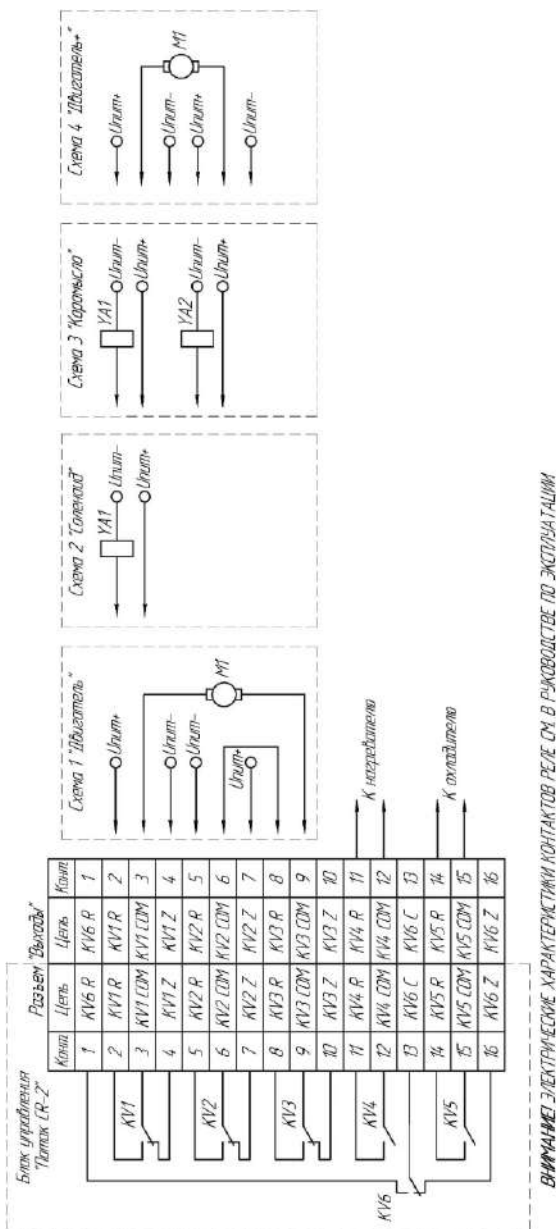 Блок управления
"Поток CR-2"
Разъем "Выходы"
Конт Цепь Цепь Конт
1 KV6 R KV6 R 1
2 KV1 R KV1 R 2
3 KV1 COM KV1 COM 3
4 KV1 Z KV1 Z 4
5 KV2 R KV2 R 5
6 KV2 COM KV2 COM 6
7 KV2 Z KV2 Z 7
8 KV3 R KV3 R 8
9 KV3 COM KV3 COM 9
10 KV3 Z KV3 Z 10
11 KV4 R KV4 R 11
12 KV4 COM KV4 COM 12
13 KV6 C KV6 C 13
14 KV5 R KV5 R 14
15 KV5 COM KV5 COM 15
16 KV6 Z KV6 Z 16
KV1
KV2
KV3
KV4
KV6
KV5
К нагревателю
К охладителю
Схема 1 "Двигатель"
Uпит+
Uпит-
Uпит-
Uпит+
M1
Схема 2 "Соленоид"
YA1
Uпит-
Uпит+
Схема 3 "Коромысло"
YA1
Uпит-
Uпит+
YA2
Uпит-
Uпит+
Схема 4 "Двигатель+"
Uпит+
M1
Uпит-
Uпит+
Uпит-
ВНИМАНИЕ! ЭЛЕКТРИЧЕСКИЕ ХАРАКТЕРИСТИКИ КОНТАКТОВ РЕЛЕ СМ. В РУКОВОДСТВЕ ПО ЭКСПЛУАТАЦИИ